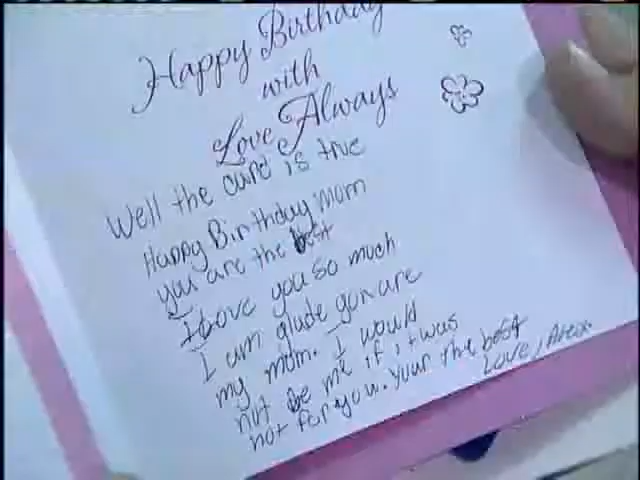 Happy Birthday
with
Love Always
Well the card is true
Happy Birthday Mom
you are the best
I Love you so much
I am glade you are
my mom. I would
not be me if it was
not for you. Your the best
Love,